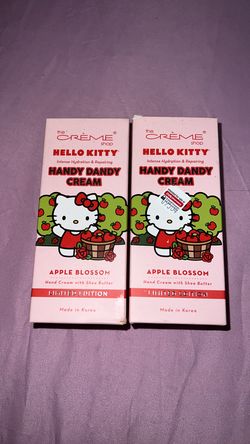 the
CRÈME®
shop
HELLO KITTY
Intense Hydration & Repairing
HANDY DANDY
CREAM
APPLE BLOSSOM
Hand Cream with Shea Butter
LIMITED EDITION
Made in Korea
the
CRÈME®
shop
HELLO KITTY
Intense Hydration & Repairing
HANDY DANDY
CREAM
APPLE BLOSSOM
Hand Cream with Shea Butter
LIMITED EDITION
Made in Korea